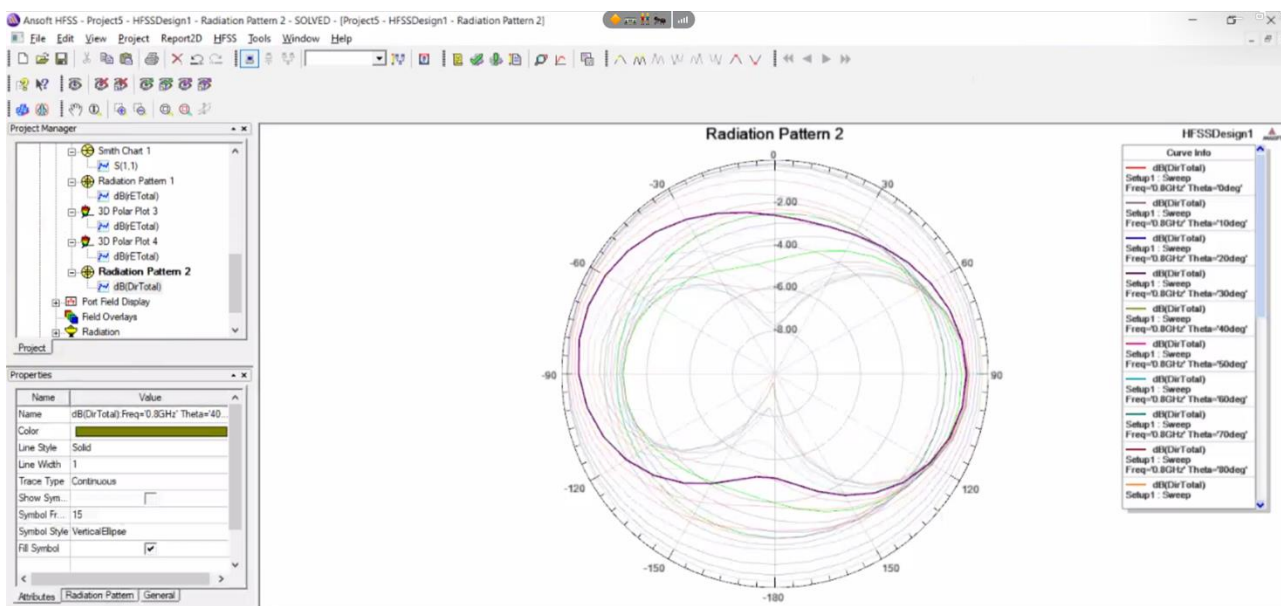 Ansoft HFSS - Project5 - HFSSDesign1 - Radiation Pattern 2 - SOLVED - [Project5 - HFSSDesign1 - Radiation Pattern 2]
File Edit View Project Report2D HFSS Tools Window Help
Project Manager
Smith Chart 1
S(1,1)
Radiation Pattern 1
dB(rETotal)
3D Polar Plot 3
dB(rETotal)
3D Polar Plot 4
dB(rETotal)
Radiation Pattern 2
dB(DirTotal)
Port Field Display
Field Overlays
Radiation
Project
Properties
Name Value
Name dB(DirTotal):Freq='0.8GHz' Theta='40...
Color
Line Style Solid
Line Width 1
Trace Type Continuous
Show Sym...
Symbol Fr... 15
Symbol Style VerticalEllipse
Fill Symbol
Attributes Radiation Pattern General
Radiation Pattern 2
HFSSDesign1
0
-30 30
-2.00
-4.00
-60 60
-6.00
-8.00
-90 90
-120 120
-150 150
-180
Curve Info
dB(DirTotal)
Setup1 : Sweep
Freq='0.8GHz' Theta='0deg'
dB(DirTotal)
Setup1 : Sweep
Freq='0.8GHz' Theta='10deg'
dB(DirTotal)
Setup1 : Sweep
Freq='0.8GHz' Theta='20deg'
dB(DirTotal)
Setup1 : Sweep
Freq='0.8GHz' Theta='30deg'
dB(DirTotal)
Setup1 : Sweep
Freq='0.8GHz' Theta='40deg'
dB(DirTotal)
Setup1 : Sweep
Freq='0.8GHz' Theta='50deg'
dB(DirTotal)
Setup1 : Sweep
Freq='0.8GHz' Theta='60deg'
dB(DirTotal)
Setup1 : Sweep
Freq='0.8GHz' Theta='70deg'
dB(DirTotal)
Setup1 : Sweep
Freq='0.8GHz' Theta='80deg'
dB(DirTotal)
Setup1 : Sweep